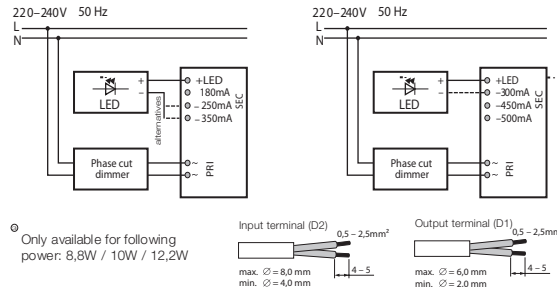 220–240V 50 Hz
L
N
+
–
LED
+LED
180mA
– 250mA
– 350mA
SEC
alternatives
Phase cut
dimmer
~
~
PRI
220–240V 50 Hz
L
N
+
–
LED
+LED
–300mA
–450mA
–500mA
SEC
Phase cut
dimmer
~
~
PRI
Only available for following
power: 8,8W / 10W / 12,2W
Input terminal (D2)
0,5 – 2,5mm²
4 – 5
max. ∅ = 8,0 mm
min. ∅ = 4,0 mm
Output terminal (D1)
0,5 – 2,5mm²
4 – 5
max. ∅ = 6,0 mm
min. ∅ = 2.0 mm